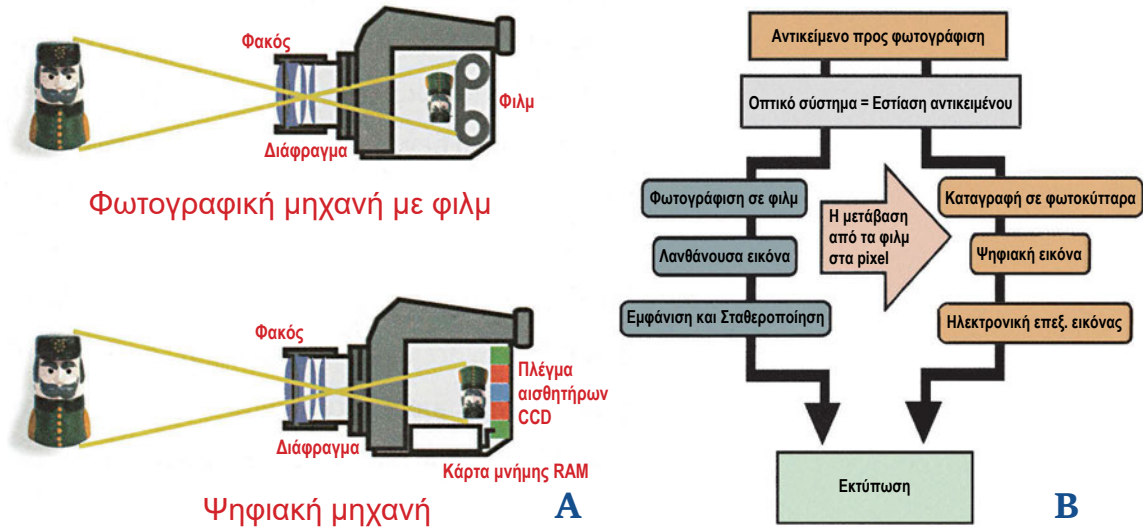 Φακός
Φιλμ
Διάφραγμα
Φωτογραφική μηχανή με φιλμ
Φακός
Πλέγμα
αισθητήρων
CCD
Διάφραγμα
Κάρτα μνήμης RAM
Ψηφιακή μηχανή
A
Αντικείμενο προς φωτογράφιση
Οπτικό σύστημα = Εστίαση αντικειμένου
Φωτογράφιση σε φιλμ
Λανθάνουσα εικόνα
Εμφάνιση και Σταθεροποίηση
Η μετάβαση
από τα φιλμ
στα pixel
Καταγραφή σε φωτοκύτταρα
Ψηφιακή εικόνα
Ηλεκτρονική επεξ. εικόνας
Εκτύπωση
B